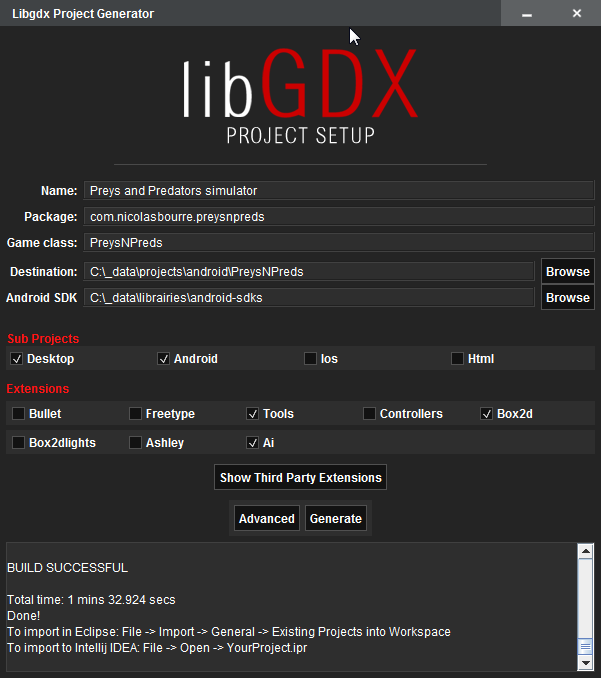 Libgdx Project Generator
libGDX
PROJECT SETUP
Name: Preys and Predators simulator
Package: com.nicolasbourre.preysnpreds
Game class: PreysNPreds
Destination: C:\_data\projects\android\PreysNPreds Browse
Android SDK C:\_data\librairies\android-sdks Browse
Sub Projects
Desktop Android Ios Html
Extensions
Bullet Freetype Tools Controllers Box2d
Box2dlights Ashley Ai
Show Third Party Extensions
Advanced Generate
BUILD SUCCESSFUL
Total time: 1 mins 32.924 secs
Done!
To import in Eclipse: File -> Import -> General -> Existing Projects into Workspace
To import to Intellij IDEA: File -> Open -> YourProject.ipr